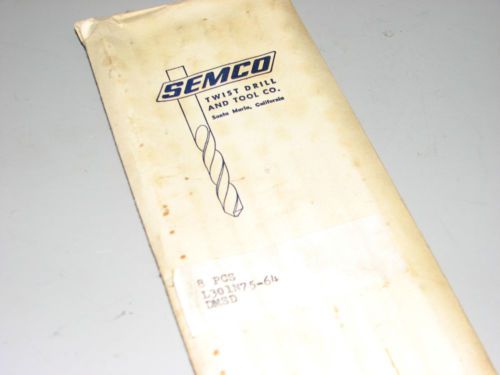 SEMCO
TWIST DRILL
AND TOOL CO.
Santa Maria, California
8 PCS
L301N75-64
DMSD